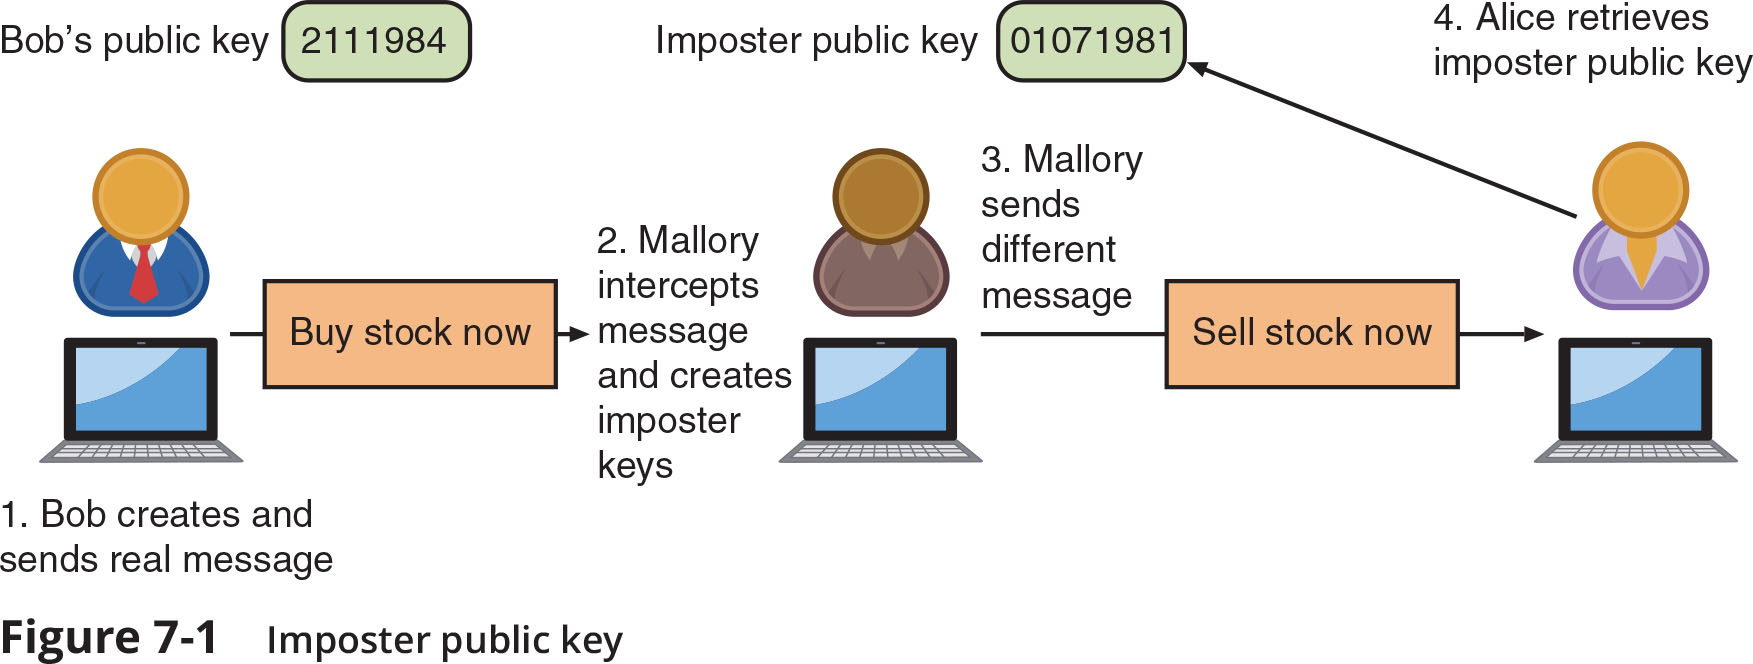 Bob’s public key 2111984
Imposter public key 01071981
4. Alice retrieves
imposter public key
3. Mallory
sends
different
message
2. Mallory
intercepts
message
and creates
imposter
keys
Buy stock now
Sell stock now
1. Bob creates and
sends real message
Figure 7-1 Imposter public key